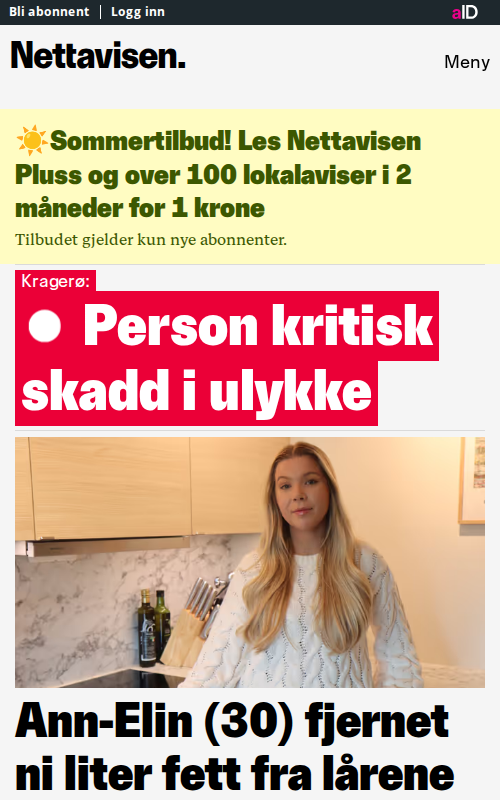 Bli abonnent
Logg inn
aID
Nettavisen.
Meny
Sommertilbud! Les Nettavisen
Pluss og over 100 lokalaviser i 2
måneder for 1 krone
Tilbudet gjelder kun nye abonnenter.
Kragerø:
Person kritisk
skadd i ulykke
Ann-Elin (30) fjernet
ni liter fett fra lårene